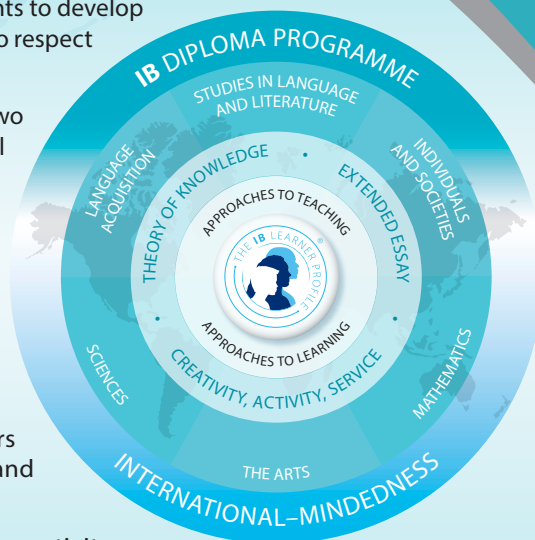 nts to develop
o respect
wo
l
rs
and
IB DIPLOMA PROGRAMME
STUDIES IN LANGUAGE
AND LITERATURE
LANGUAGE
ACQUISITION
INDIVIDUALS
AND SOCIETIES
THEORY OF KNOWLEDGE
•
EXTENDED ESSAY
APPROACHES TO TEACHING
THE IB LEARNER PROFILE
®
APPROACHES TO LEARNING
•
CREATIVITY, ACTIVITY, SERVICE
•
SCIENCES
MATHEMATICS
THE ARTS
INTERNATIONAL–MINDEDNESS